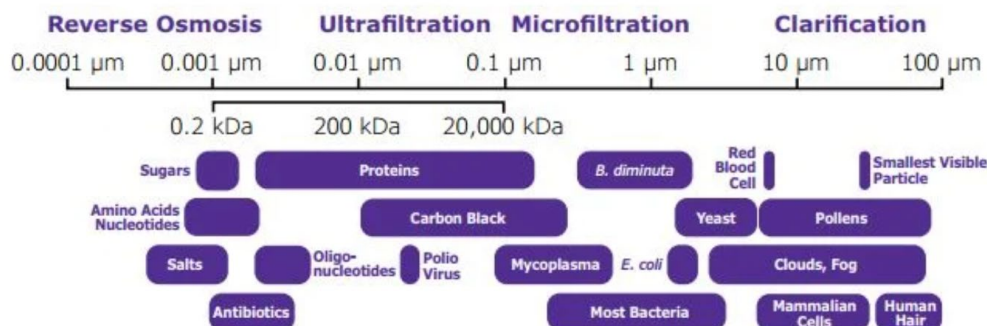 Reverse Osmosis Ultrafiltration Microfiltration Clarification
0.0001 µm 0.001 µm 0.01 µm 0.1 µm 1 µm 10 µm 100 µm
0.2 kDa 200 kDa 20,000 kDa
Sugars
Proteins
B. diminuta
Red
Blood
Cell
Smallest Visible
Particle
Amino Acids
Nucleotides
Carbon Black
Yeast
Pollens
Salts
Oligo-
nucleotides
Polio
Virus
Mycoplasma
E. coli
Clouds, Fog
Antibiotics
Most Bacteria
Mammalian
Cells
Human
Hair